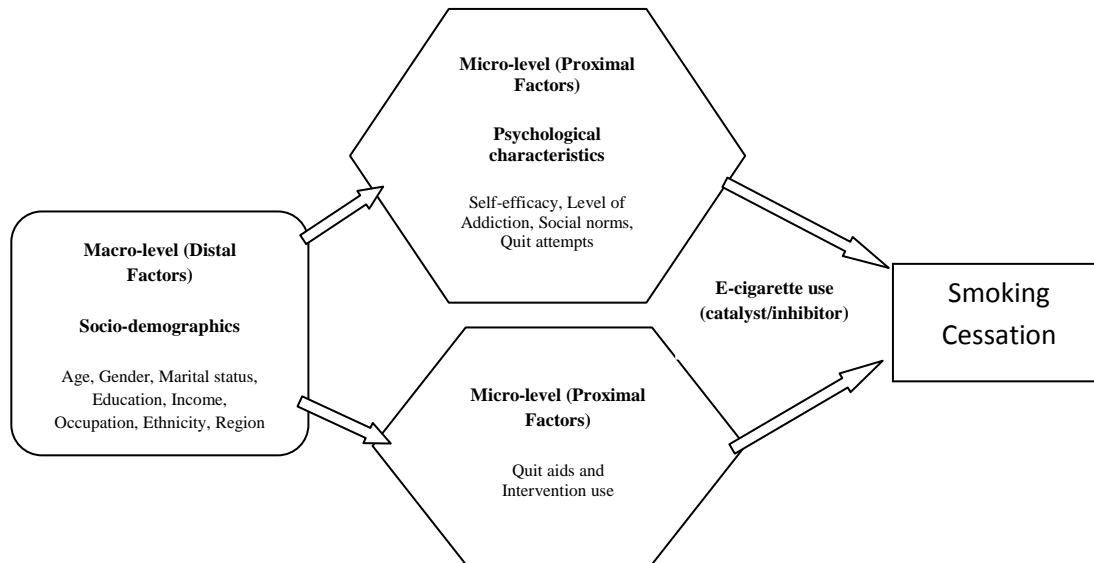 Macro-level (Distal
Factors)
Socio-demographics
Age, Gender, Marital status,
Education, Income,
Occupation, Ethnicity, Region
Micro-level (Proximal
Factors)
Psychological
characteristics
Self-efficacy, Level of
Addiction, Social norms,
Quit attempts
Micro-level (Proximal
Factors)
Quit aids and
Intervention use
E-cigarette use
(catalyst/inhibitor)
Smoking
Cessation